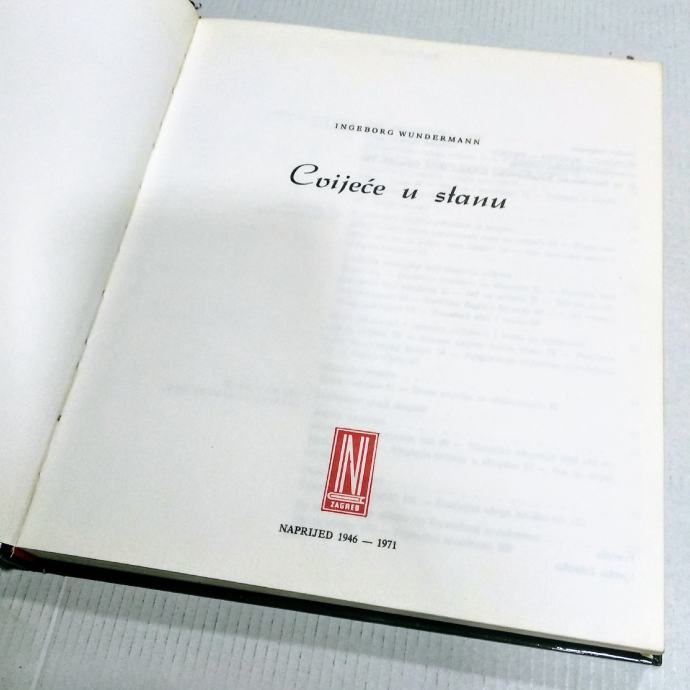 INGEBORG WUNDERMANN
Cvijeće u stanu
N
ZAGREB
NAPRIJED 1946 — 1971